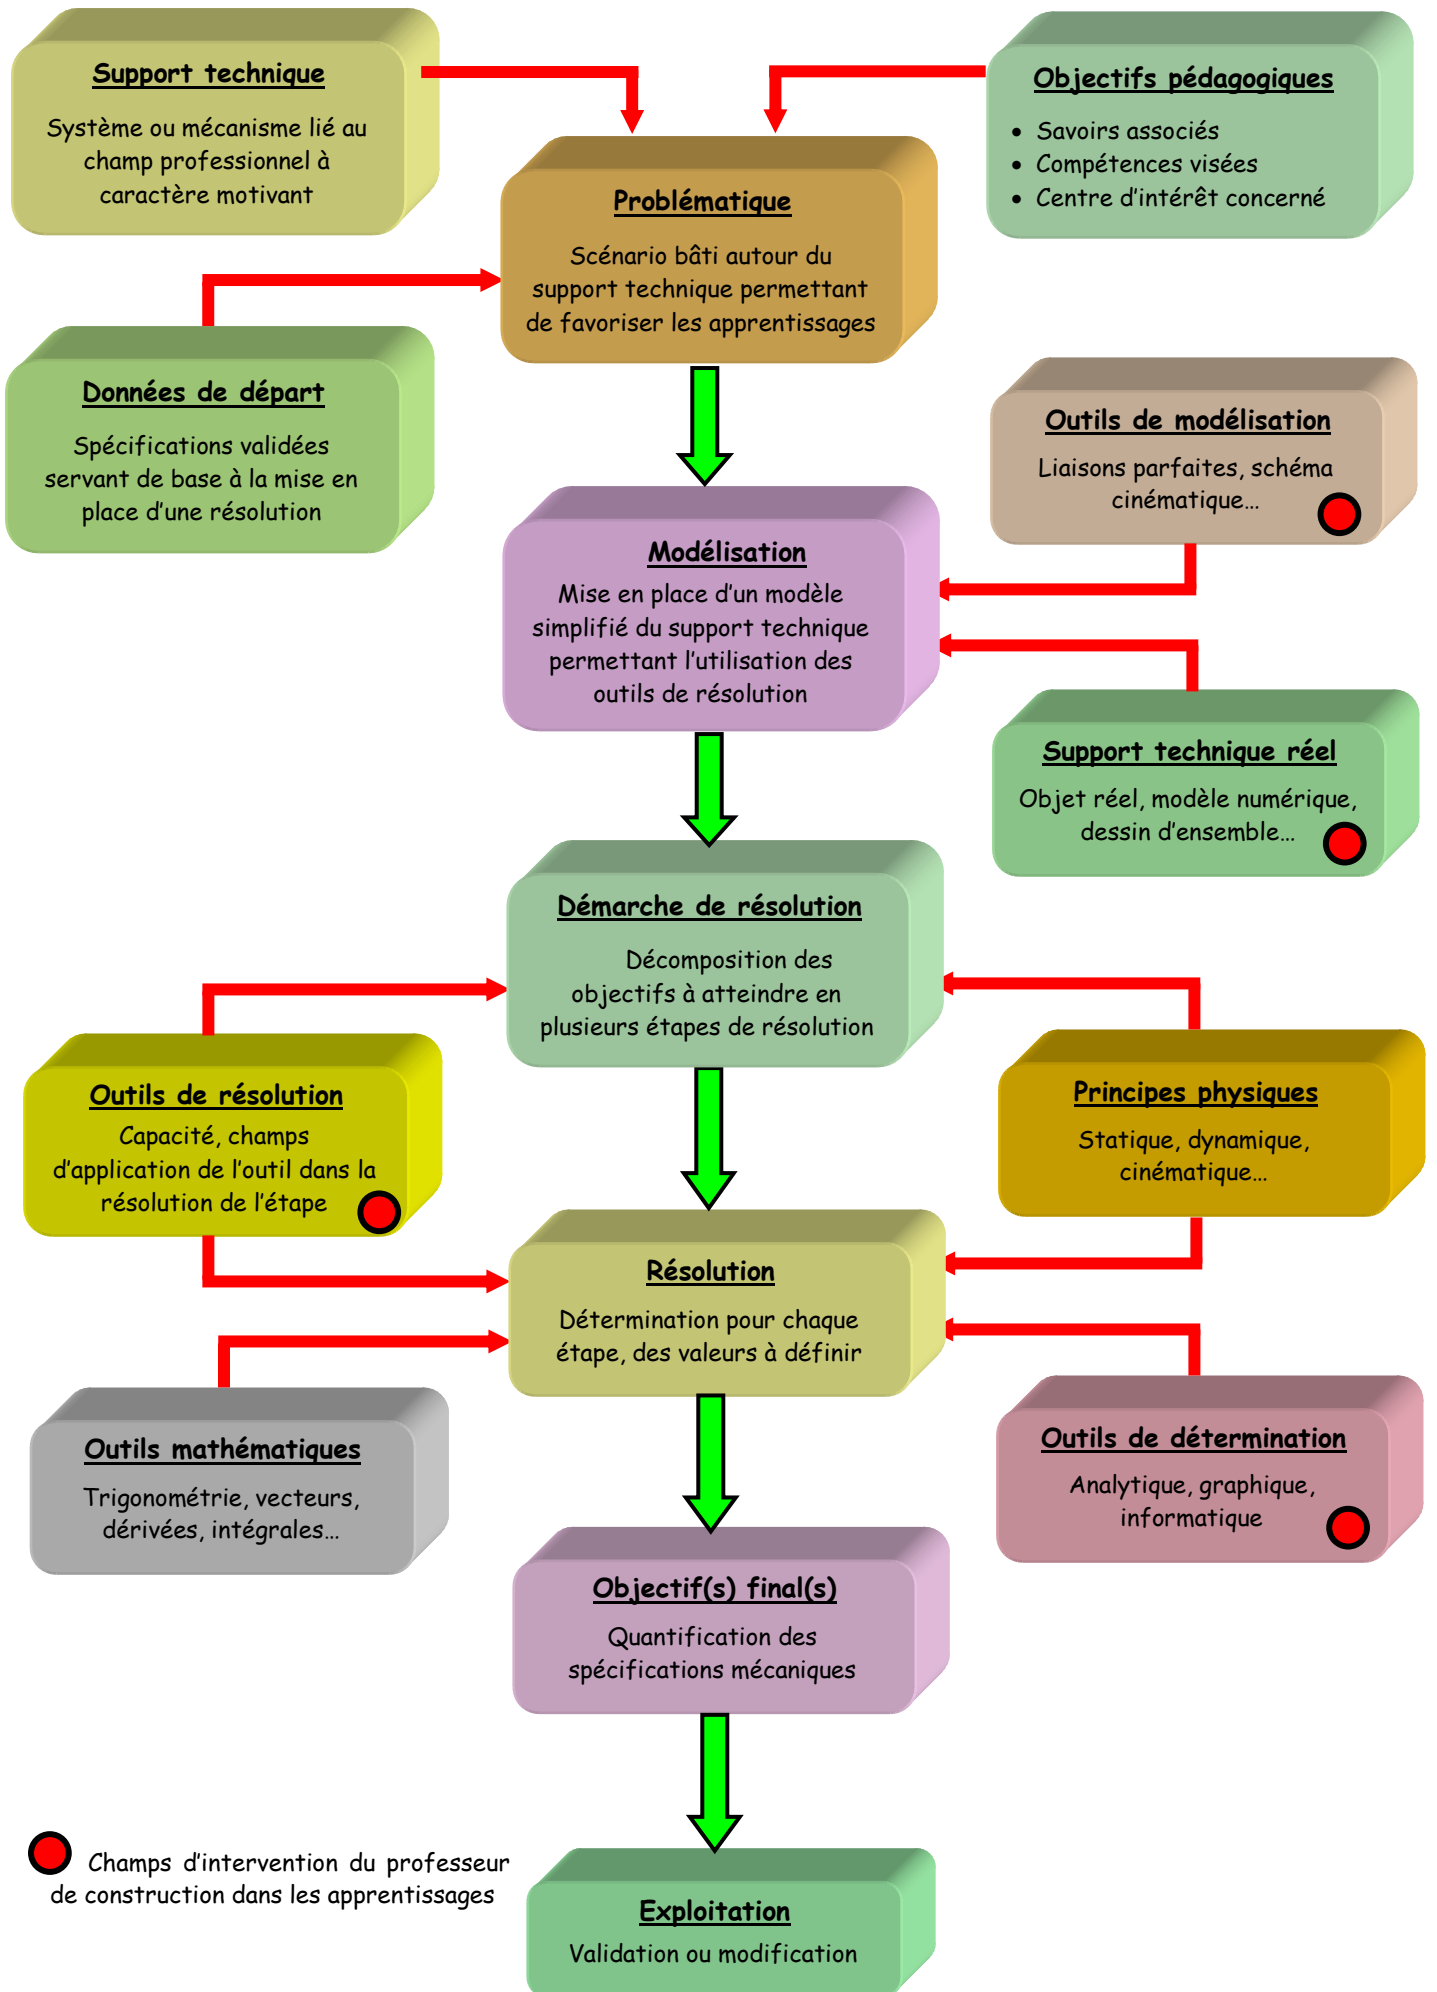 Support technique
Système ou mécanisme lié au
champ professionnel à
caractère motivant
Objectifs pédagogiques
• Savoirs associés
• Compétences visées
• Centre d’intérêt concerné
Problématique
Scénario bâti autour du
support technique permettant
de favoriser les apprentissages
Données de départ
Spécifications validées
servant de base à la mise en
place d’une résolution
Outils de modélisation
Liaisons parfaites, schéma
cinématique…
Modélisation
Mise en place d’un modèle
simplifié du support technique
permettant l’utilisation des
outils de résolution
Support technique réel
Objet réel, modèle numérique,
dessin d’ensemble…
Démarche de résolution
Décomposition des
objectifs à atteindre en
plusieurs étapes de résolution
Outils de résolution
Capacité, champs
d’application de l’outil dans la
résolution de l’étape
Principes physiques
Statique, dynamique,
cinématique…
Résolution
Détermination pour chaque
étape, des valeurs à définir
Outils mathématiques
Trigonométrie, vecteurs,
dérivées, intégrales…
Outils de détermination
Analytique, graphique,
informatique
Objectif(s) final(s)
Quantification des
spécifications mécaniques
Champs d’intervention du professeur
de construction dans les apprentissages
Exploitation
Validation ou modification